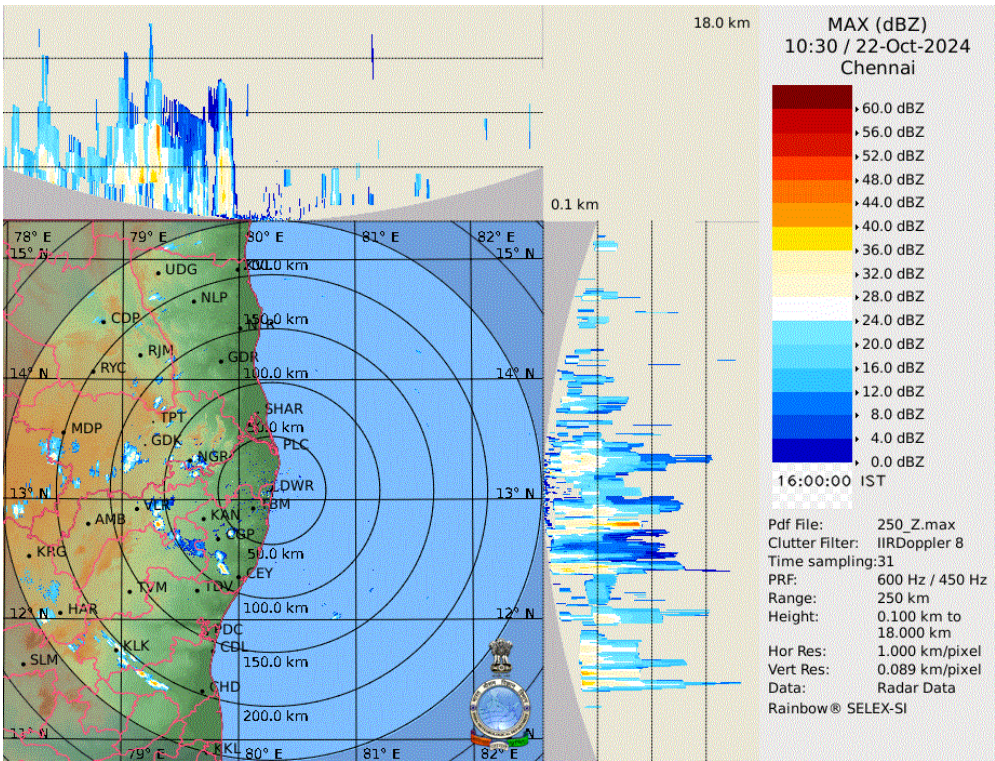 18.0 km
0.1 km
MAX (dBZ)
10:30 / 22-Oct-2024
Chennai
60.0 dBZ
56.0 dBZ
52.0 dBZ
48.0 dBZ
44.0 dBZ
40.0 dBZ
36.0 dBZ
32.0 dBZ
28.0 dBZ
24.0 dBZ
20.0 dBZ
16.0 dBZ
12.0 dBZ
8.0 dBZ
4.0 dBZ
0.0 dBZ
16:00:00 IST
Pdf File: 250_Z.max
Clutter Filter: IIRDoppler 8
Time sampling:31
PRF: 600 Hz / 450 Hz
Range: 250 km
Height: 0.100 km to
18.000 km
Hor Res: 1.000 km/pixel
Vert Res: 0.089 km/pixel
Data: Radar Data
Rainbow® SELEX-SI
78° E 79° E 80° E 81° E 82° E
15° N 15° N
UDG
200.0 km
NLP
CDP
150.0 km
RJM
GDR
RYC
100.0 km
14° N 14° N
SHAR
TPT
50.0 km
MDP
GDK
PLC
NGR
DWR
13° N 13° N
VLR
AMB
KAN
CGP
KRG
50.0 km
CEY
TVM
TDV
HAR
100.0 km
12° N 12° N
PDC
KLK
CDL
SLM
150.0 km
CHD
200.0 km
11° N 11° N
KKL
79° E 80° E 81° E 82° E